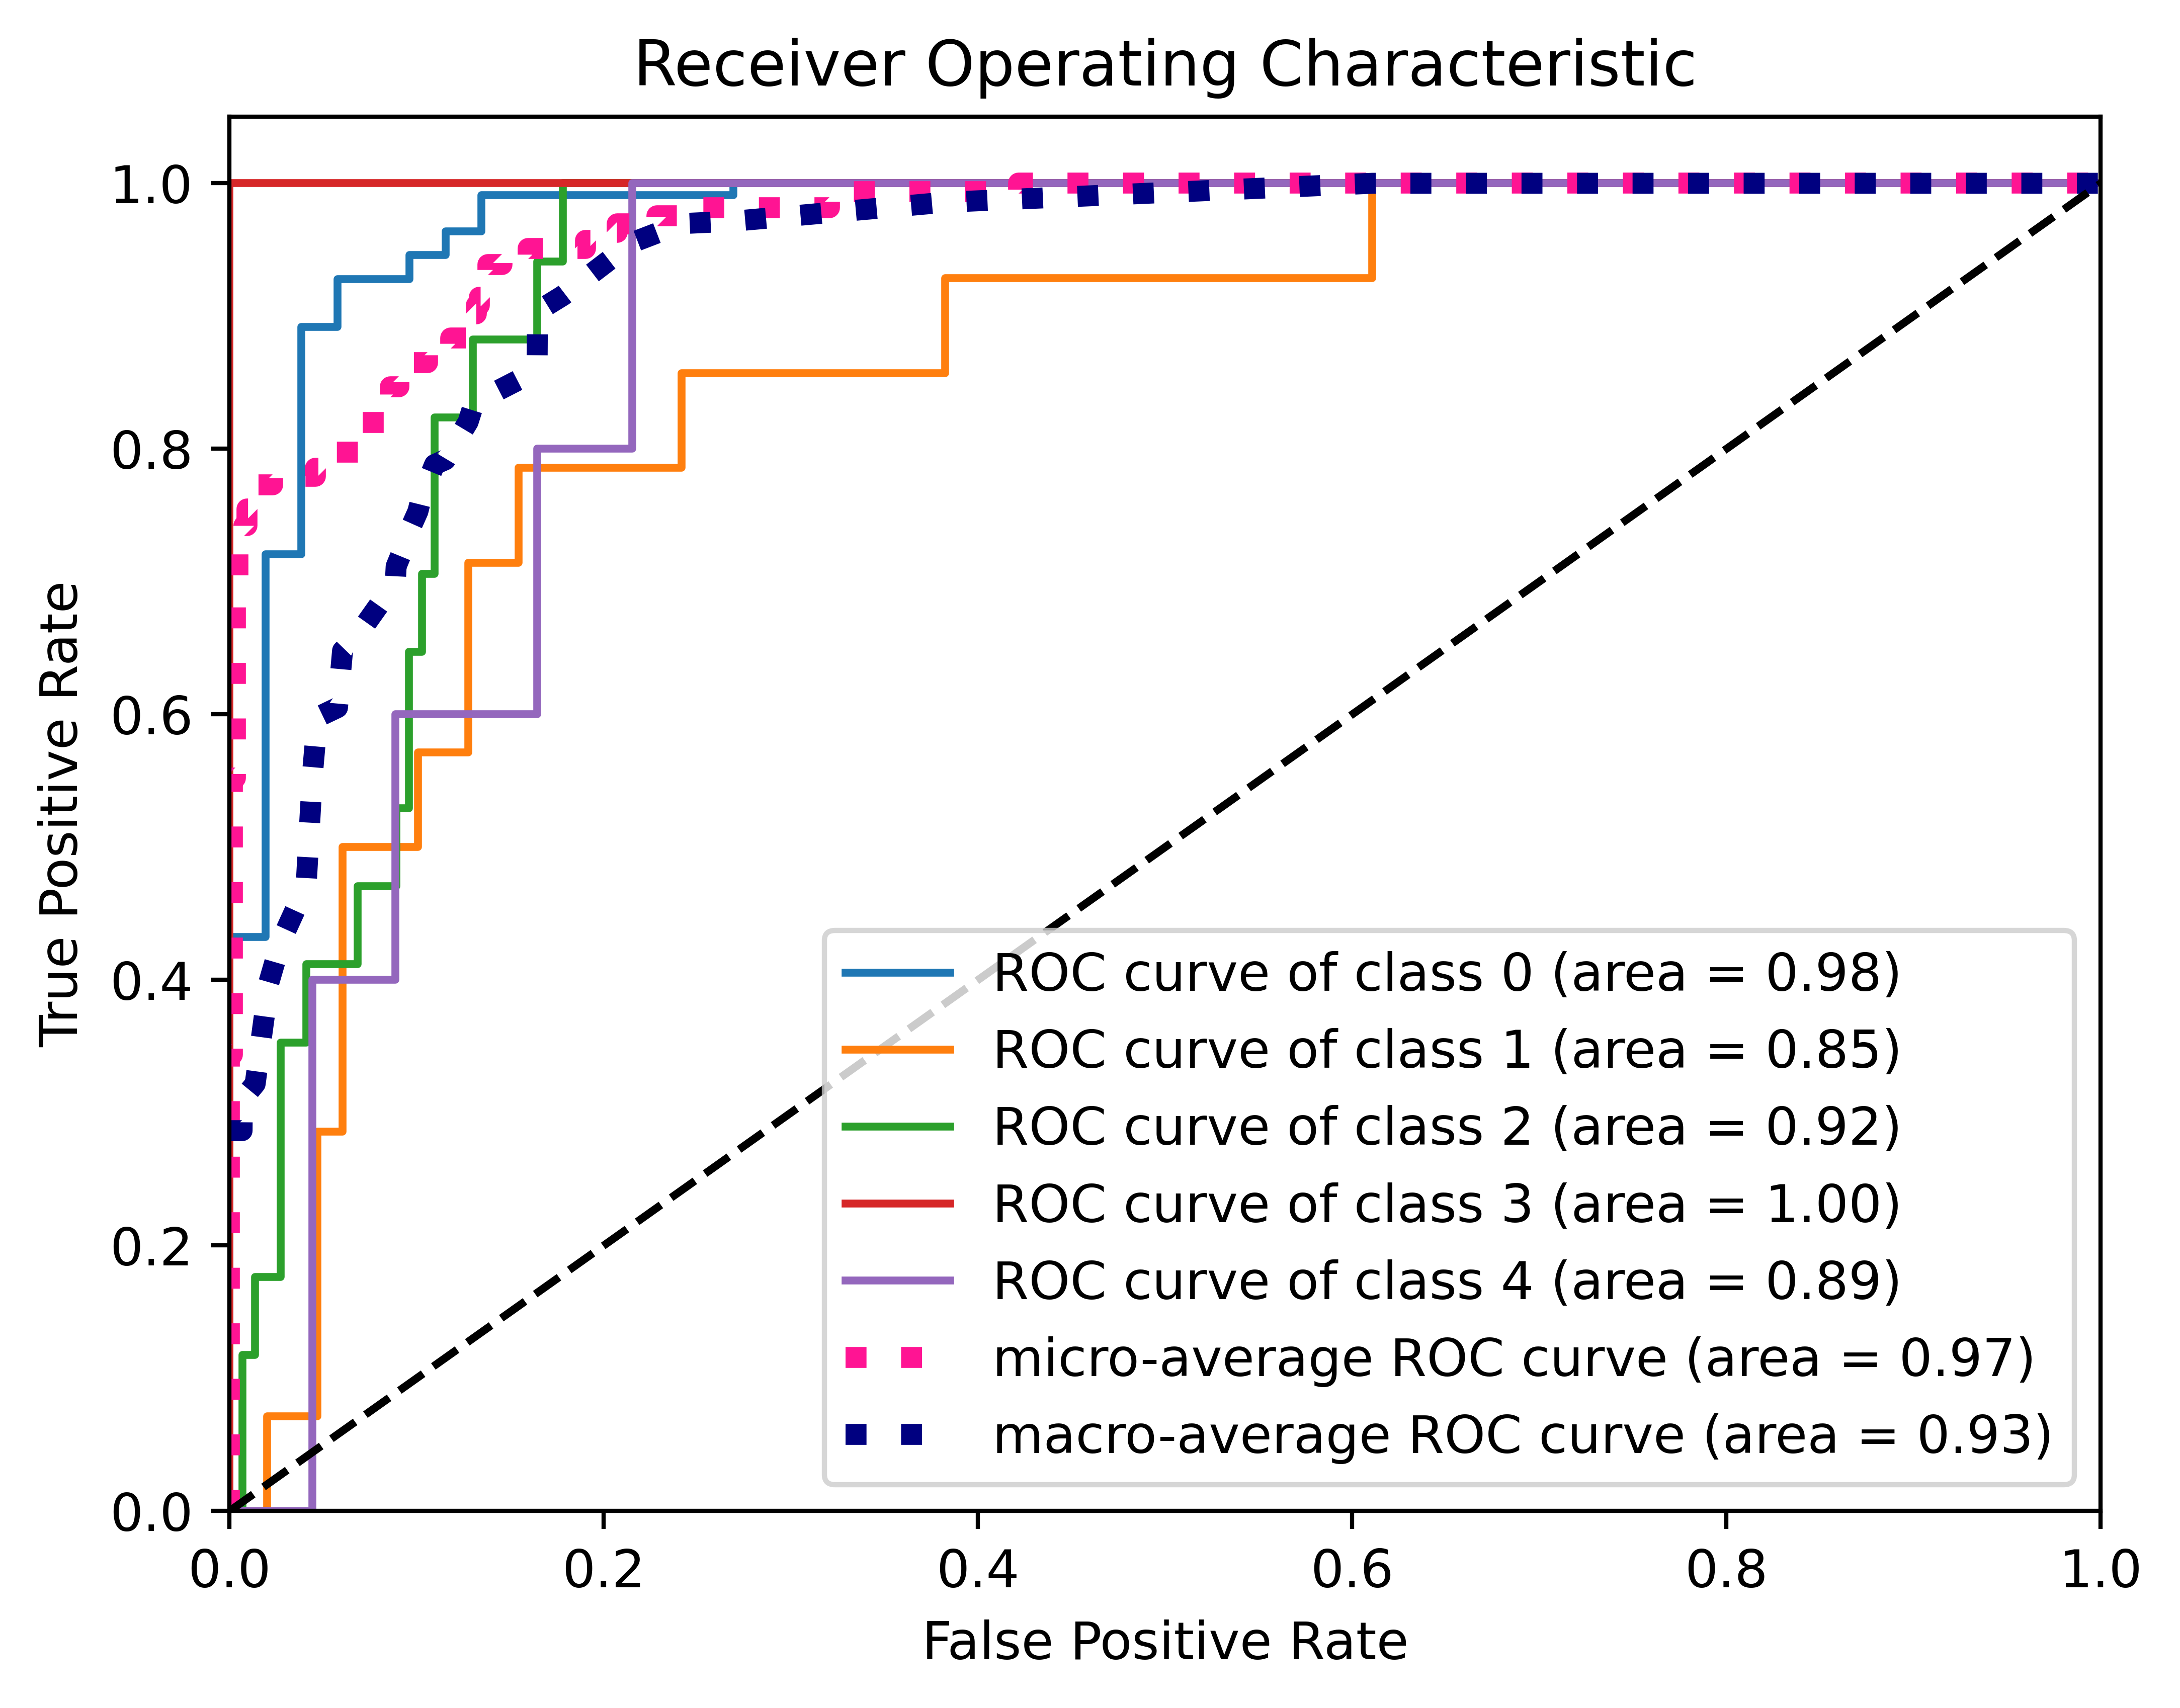 Receiver Operating Characteristic
1.0
0.8
0.6
0.4
0.2
0.0
True Positive Rate
ROC curve of class 0 (area = 0.98)
ROC curve of class 1 (area = 0.85)
ROC curve of class 2 (area = 0.92)
ROC curve of class 3 (area = 1.00)
ROC curve of class 4 (area = 0.89)
micro-average ROC curve (area = 0.97)
macro-average ROC curve (area = 0.93)
0.0 0.2 0.4 0.6 0.8 1.0
False Positive Rate